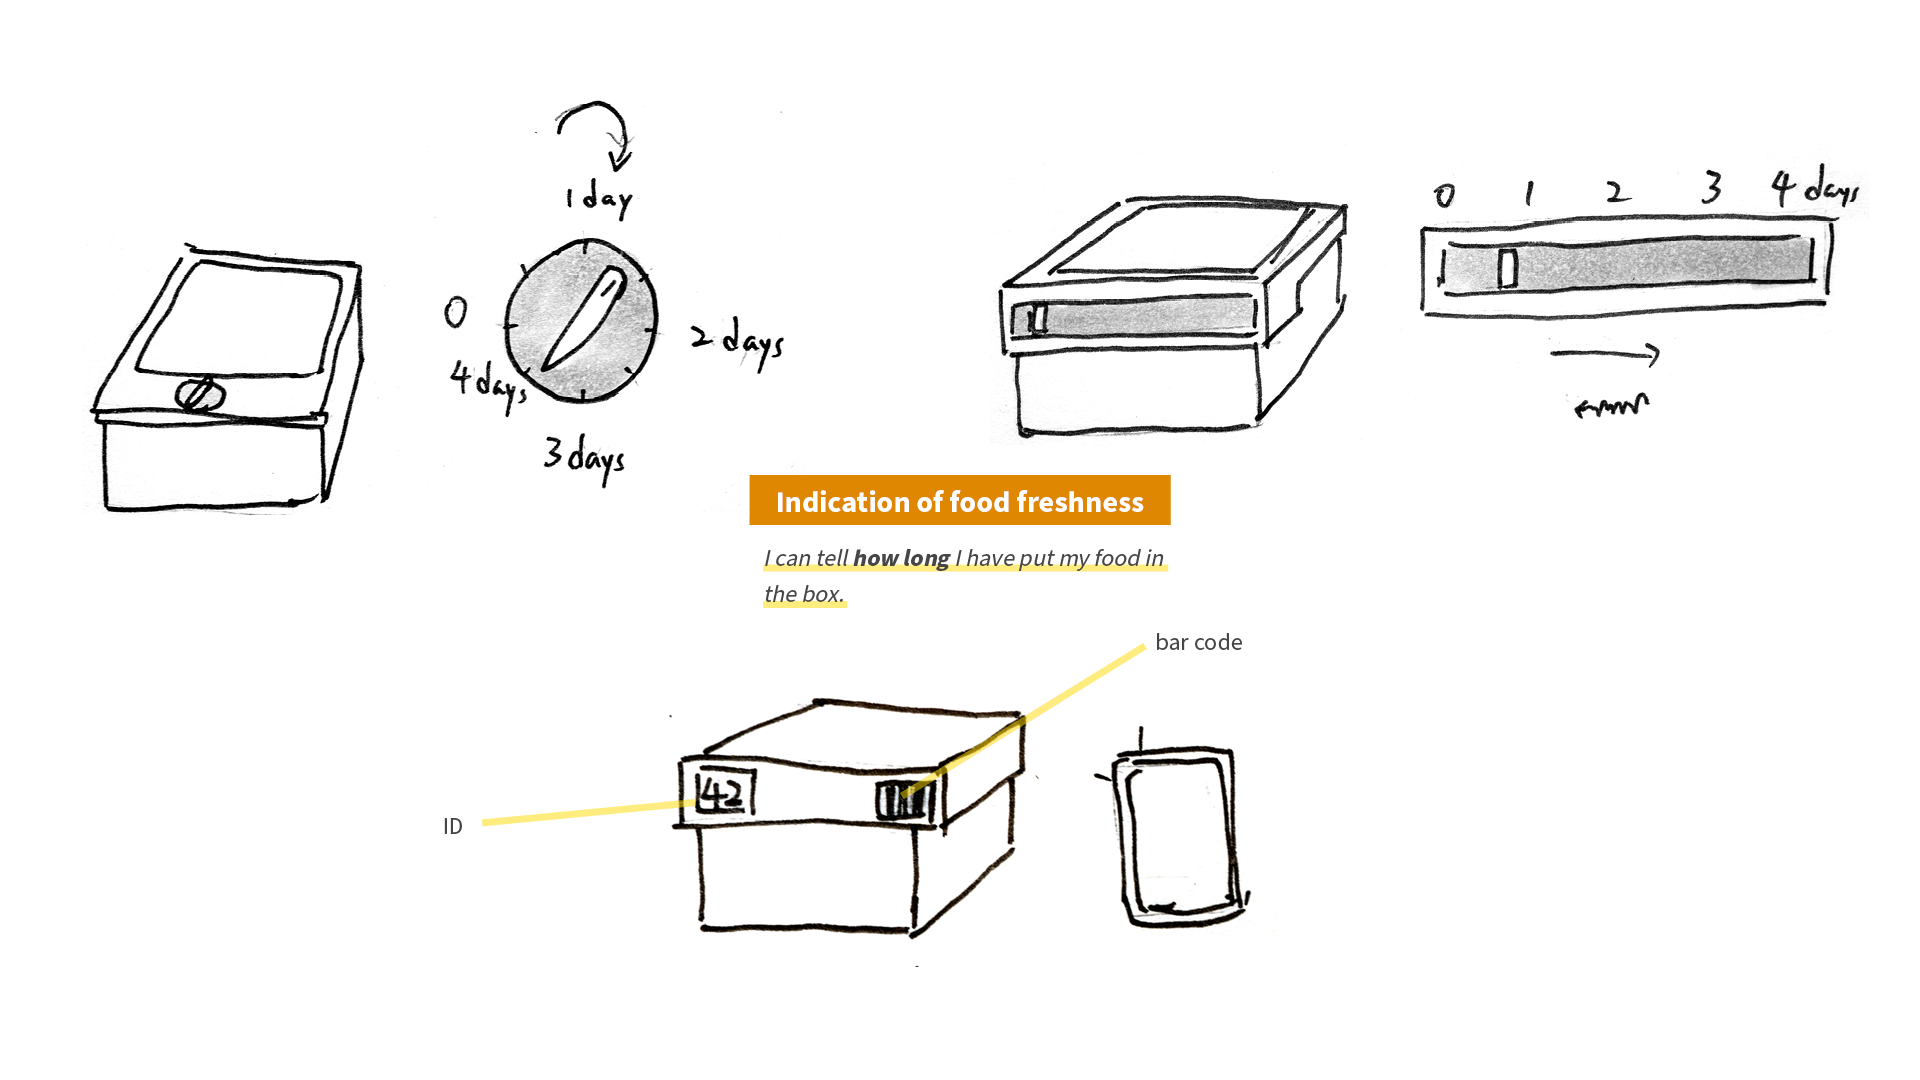 1 day
0
2 days
4 days
3 days
0 1 2 3 4 days
Indication of food freshness
I can tell how long I have put my food in
the box.
bar code
42
ID